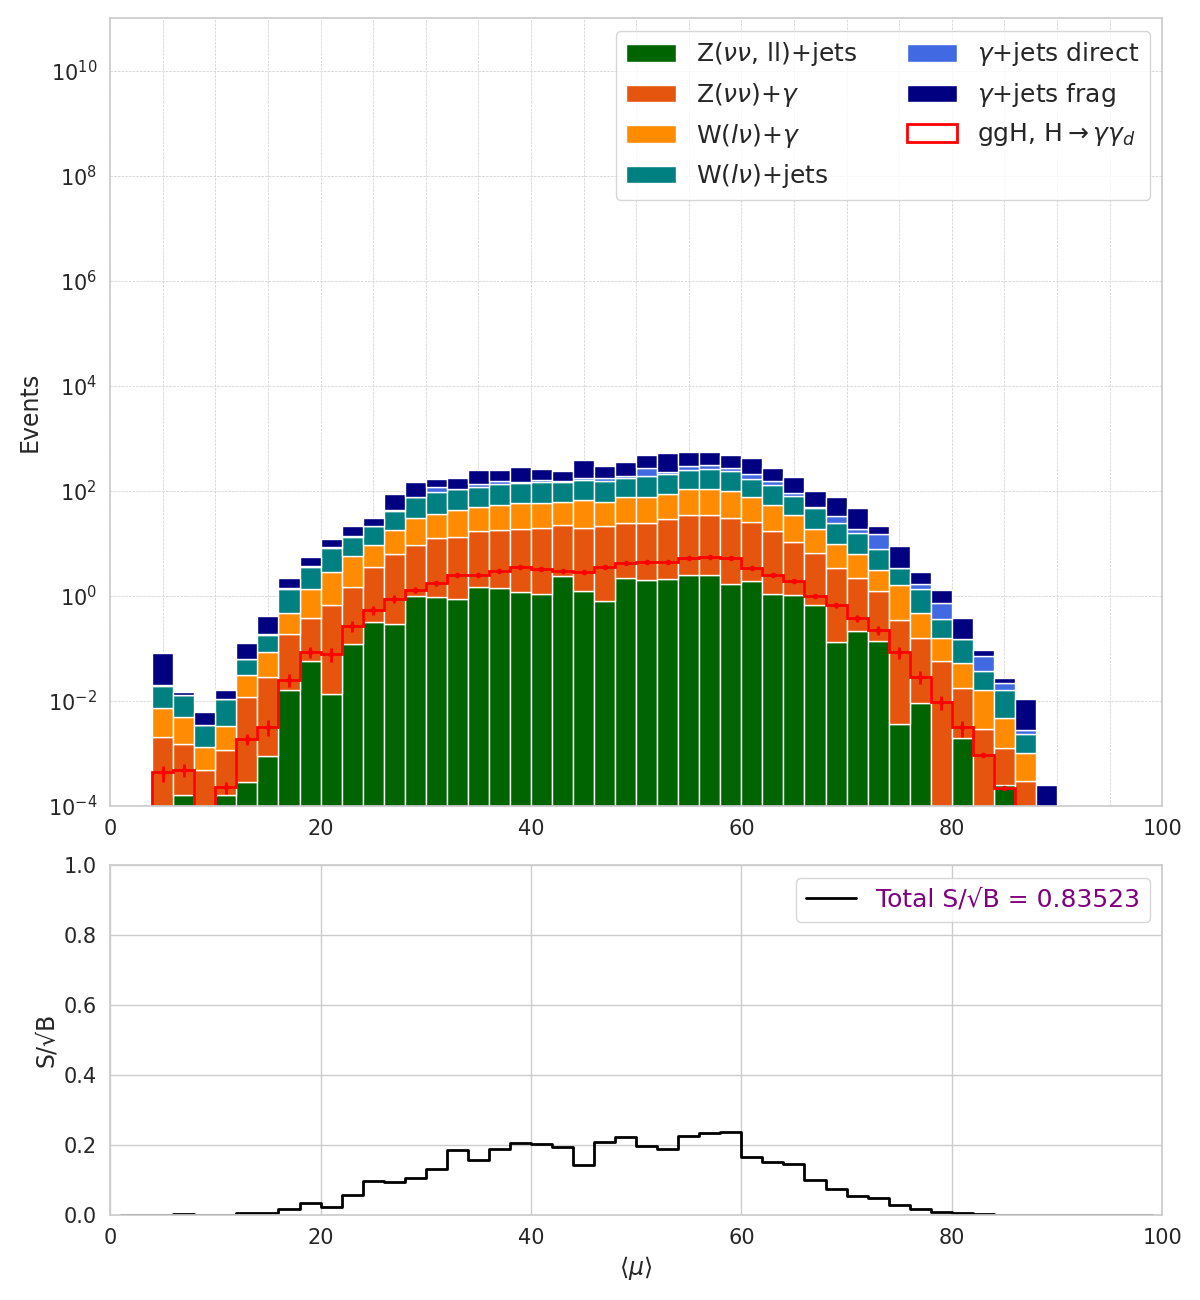 Z(νν, ll)+jets
Z(νν)+γ
W(lν)+γ
W(lν)+jets
γ+jets direct
γ+jets frag
ggH, H→γγ_d
Events
10^10
10^8
10^6
10^4
10^2
10^0
10^−2
10^−4
0 20 40 60 80 100
Total S/√B = 0.83523
S/√B
1.0
0.8
0.6
0.4
0.2
0.0
0 20 40 60 80 100
⟨μ⟩